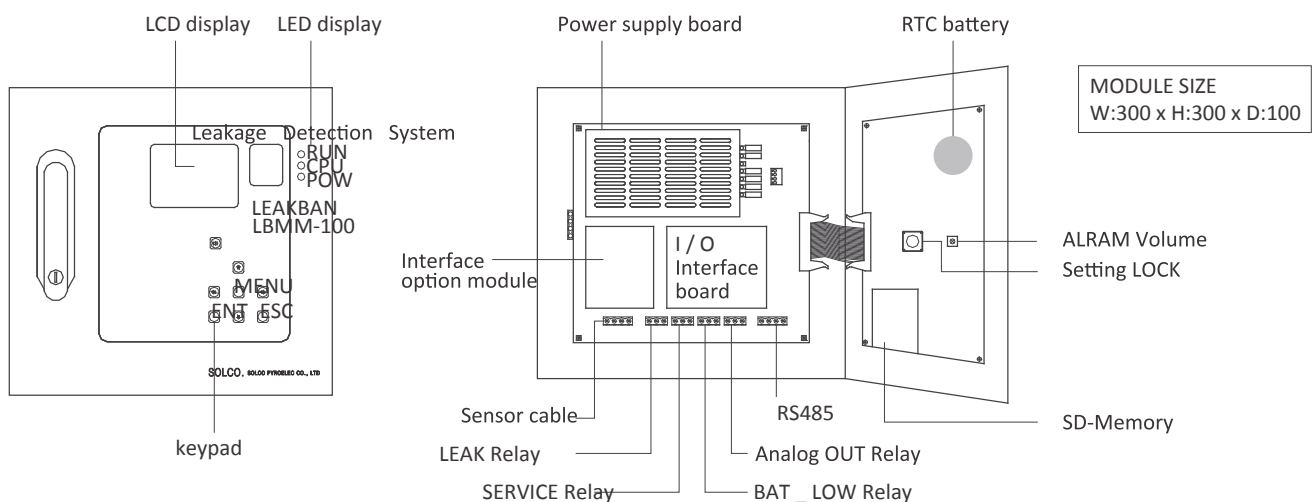 LCD display
LED display
Power supply board
RTC battery
MODULE SIZE
W:300 x H:300 x D:100
Leakage Detection System
RUN
CPU
POW
LEAKBAN
LBMM-100
MENU
ENT ESC
SOLCO. SOLCO PYROELEC CO., LTD
keypad
Interface
option module
I / O
Interface
board
ALRAM Volume
Setting LOCK
Sensor cable
RS485
SD-Memory
LEAK Relay
Analog OUT Relay
SERVICE Relay
BAT _ LOW Relay